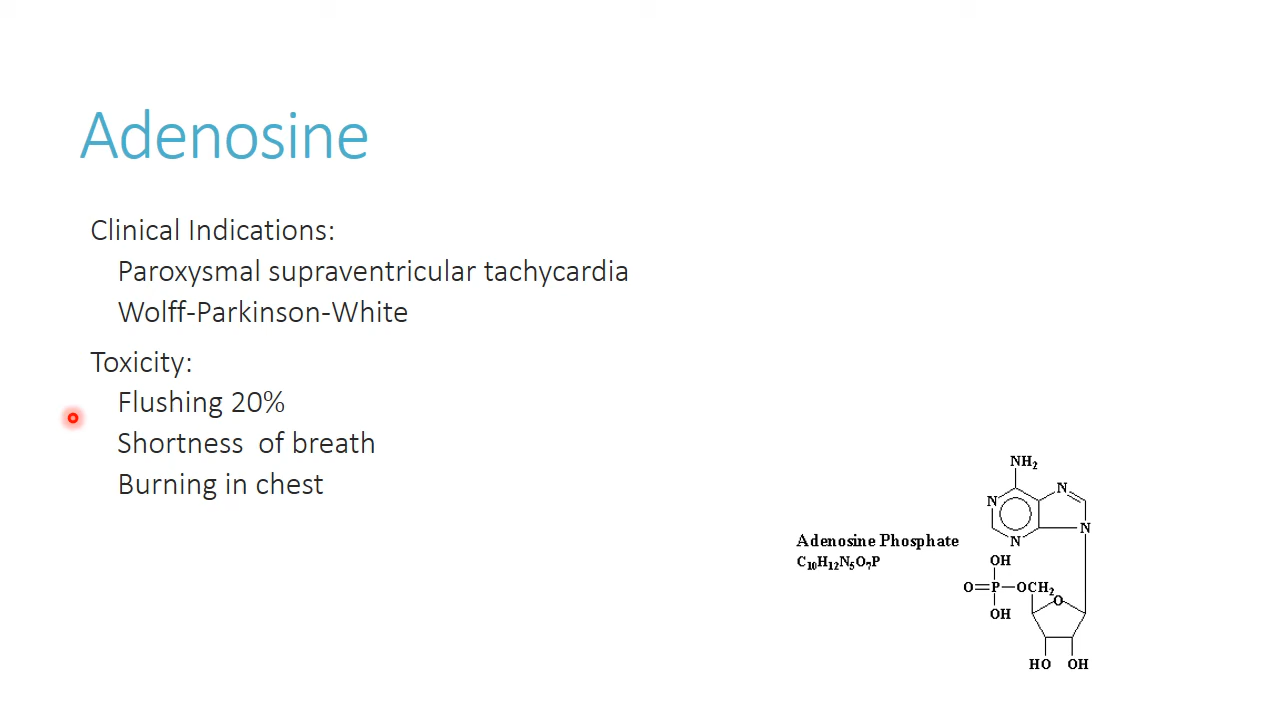 Adenosine
Clinical Indications:
Paroxysmal supraventricular tachycardia
Wolff-Parkinson-White
Toxicity:
Flushing 20%
Shortness  of breath
Burning in chest
Adenosine Phosphate
C₁₀H₁₂N₅O₇P
NH₂
N
N
N
N
OH
O=P—OCH₂
O
OH
HO OH